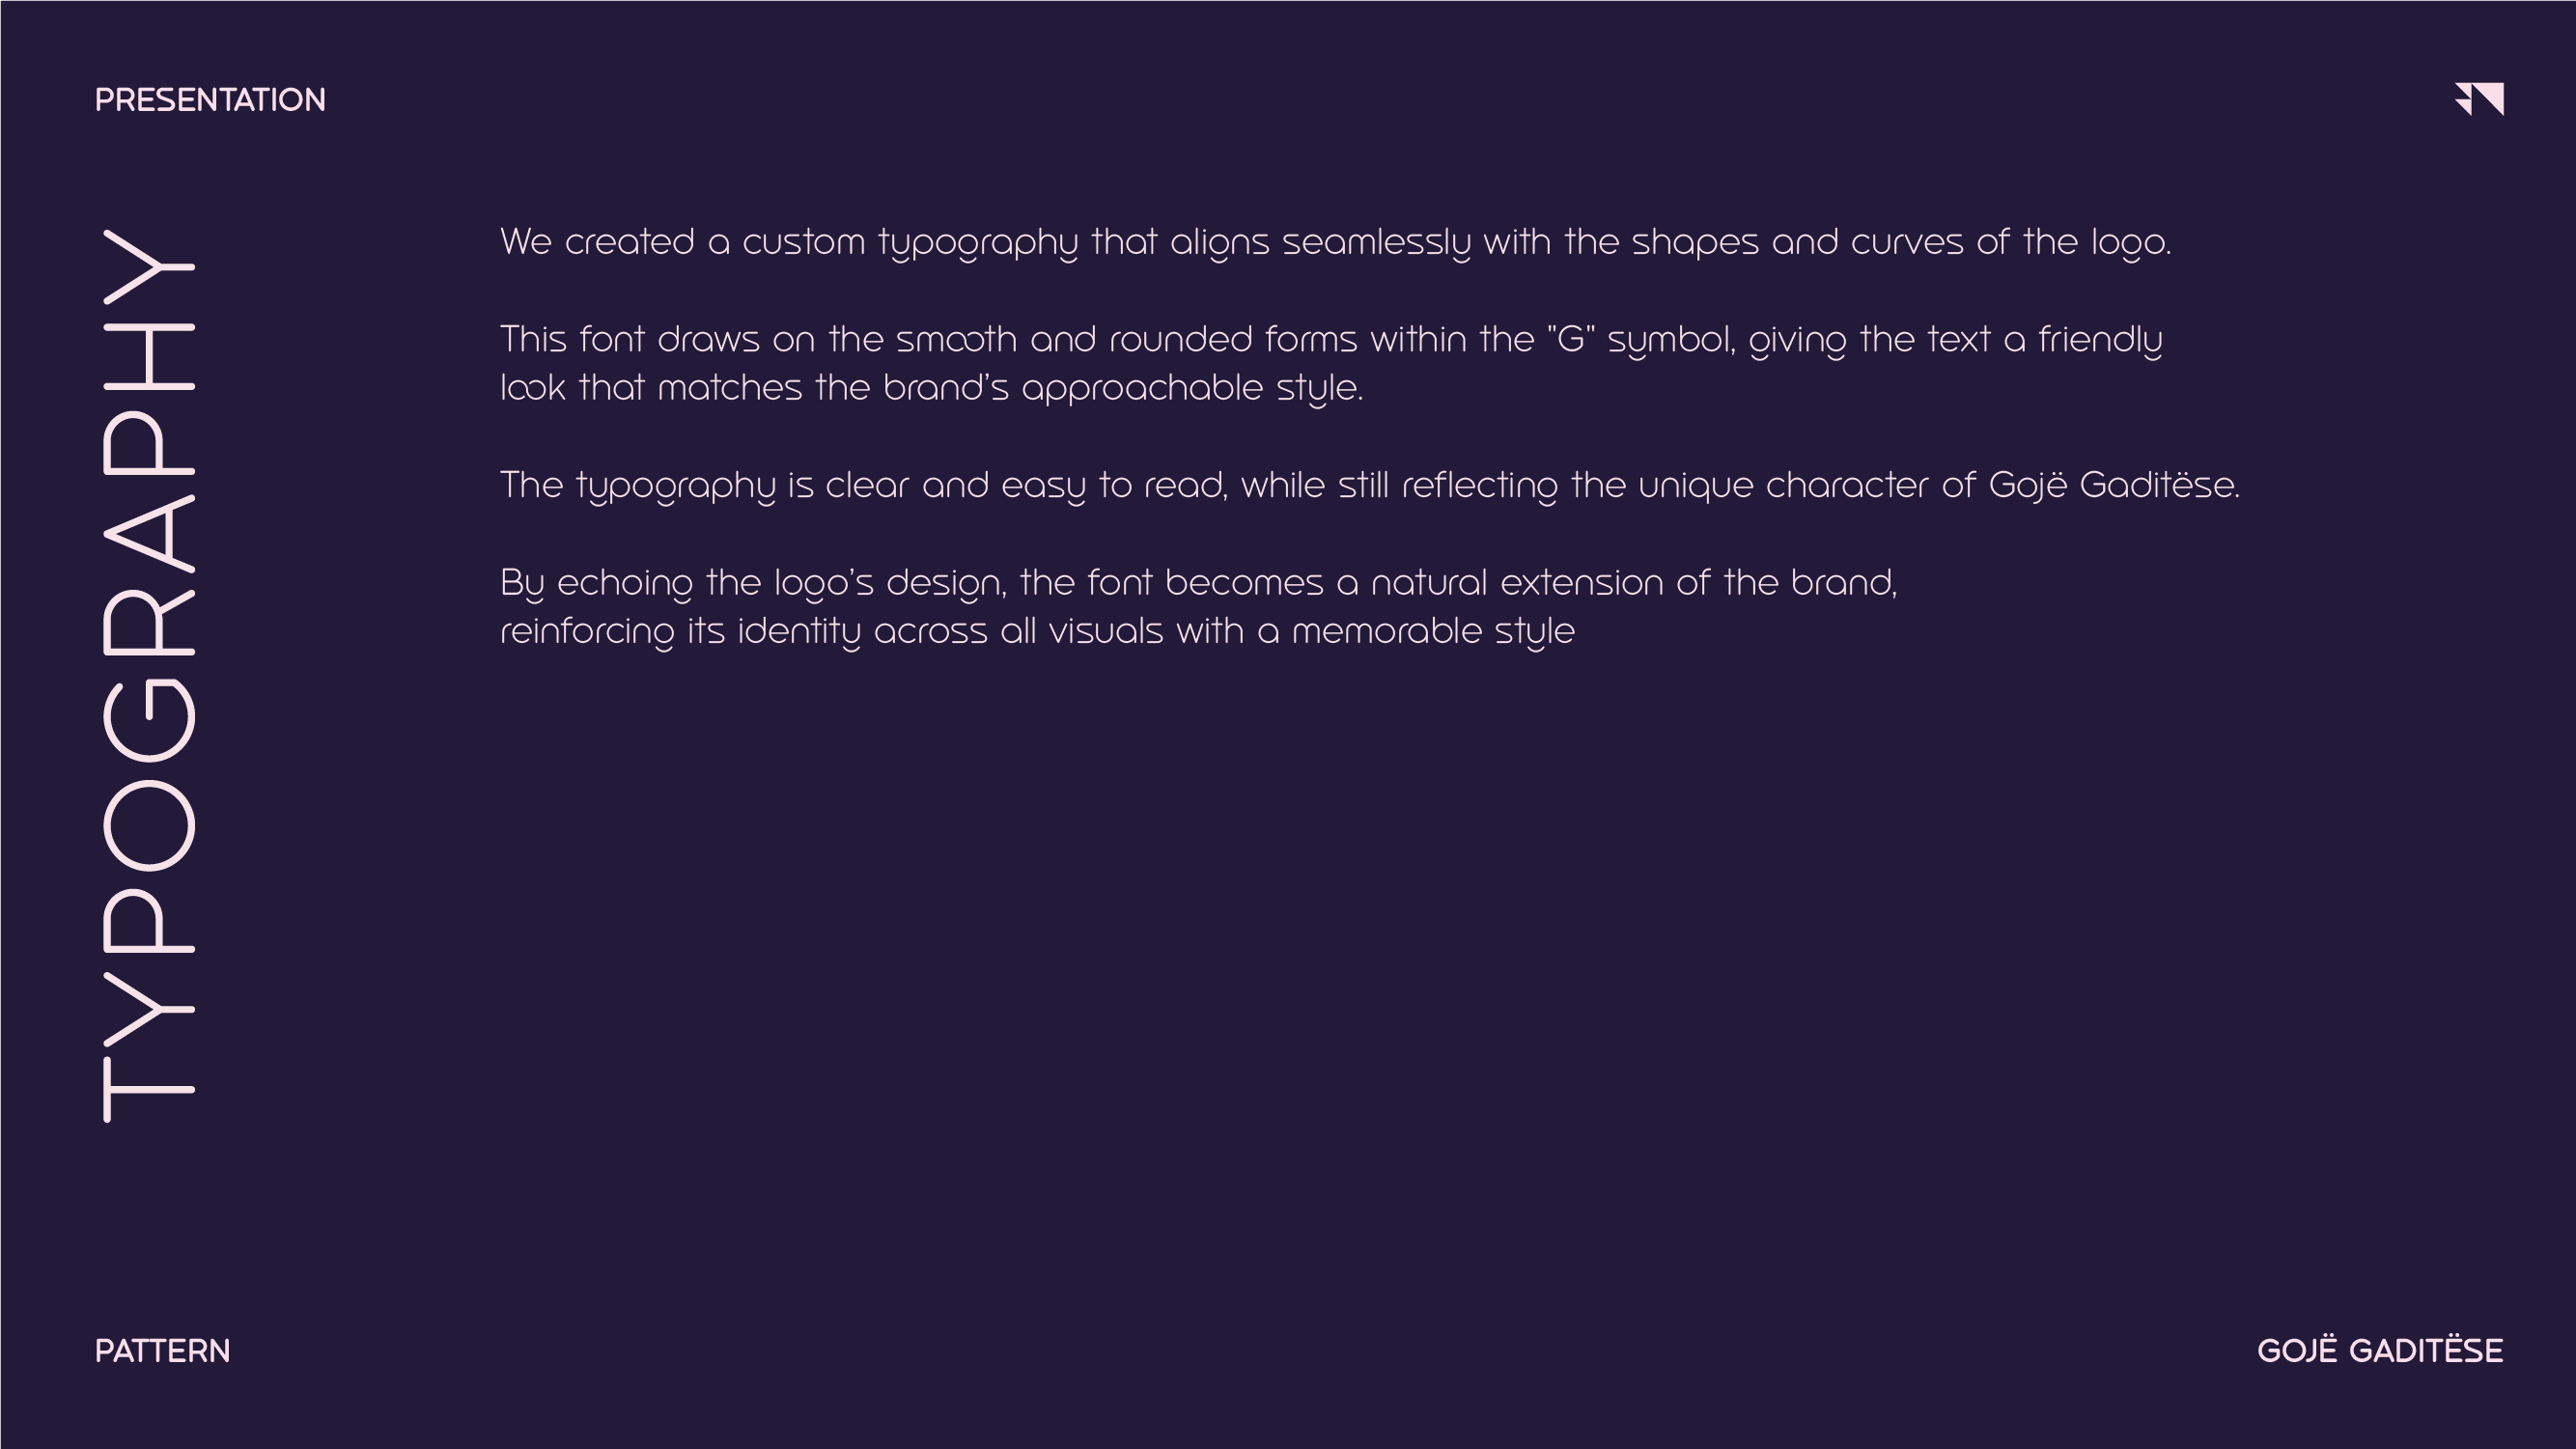 PRESENTATION
TYPOGRAPHY
We created a custom typography that aligns seamlessly with the shapes and curves of the logo.
This font draws on the smooth and rounded forms within the "G" symbol, giving the text a friendly
look that matches the brand’s approachable style.
The typography is clear and easy to read, while still reflecting the unique character of Gojë Gaditëse.
By echoing the logo’s design, the font becomes a natural extension of the brand,
reinforcing its identity across all visuals with a memorable style
PATTERN
GOJË GADITËSE